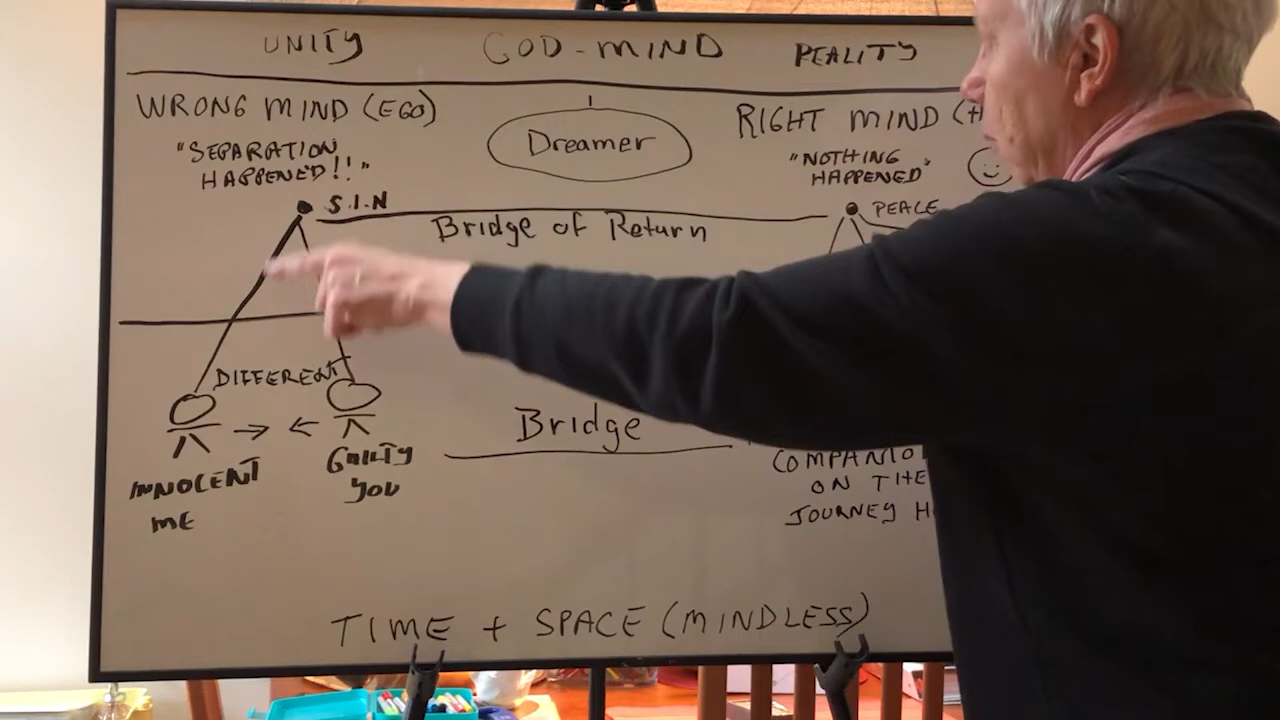 UNITY GOD-MIND REALITY
WRONG MIND (EGO)
"SEPARATION
HAPPENED!!"
S.I.N
Dreamer
RIGHT MIND (
"NOTHING
HAPPENED"
PEACE
Bridge of Return
DIFFERENT
INNOCENT
ME
GUILTY
YOU
Bridge
ON THE
JOURNEY
TIME + SPACE (MINDLESS)